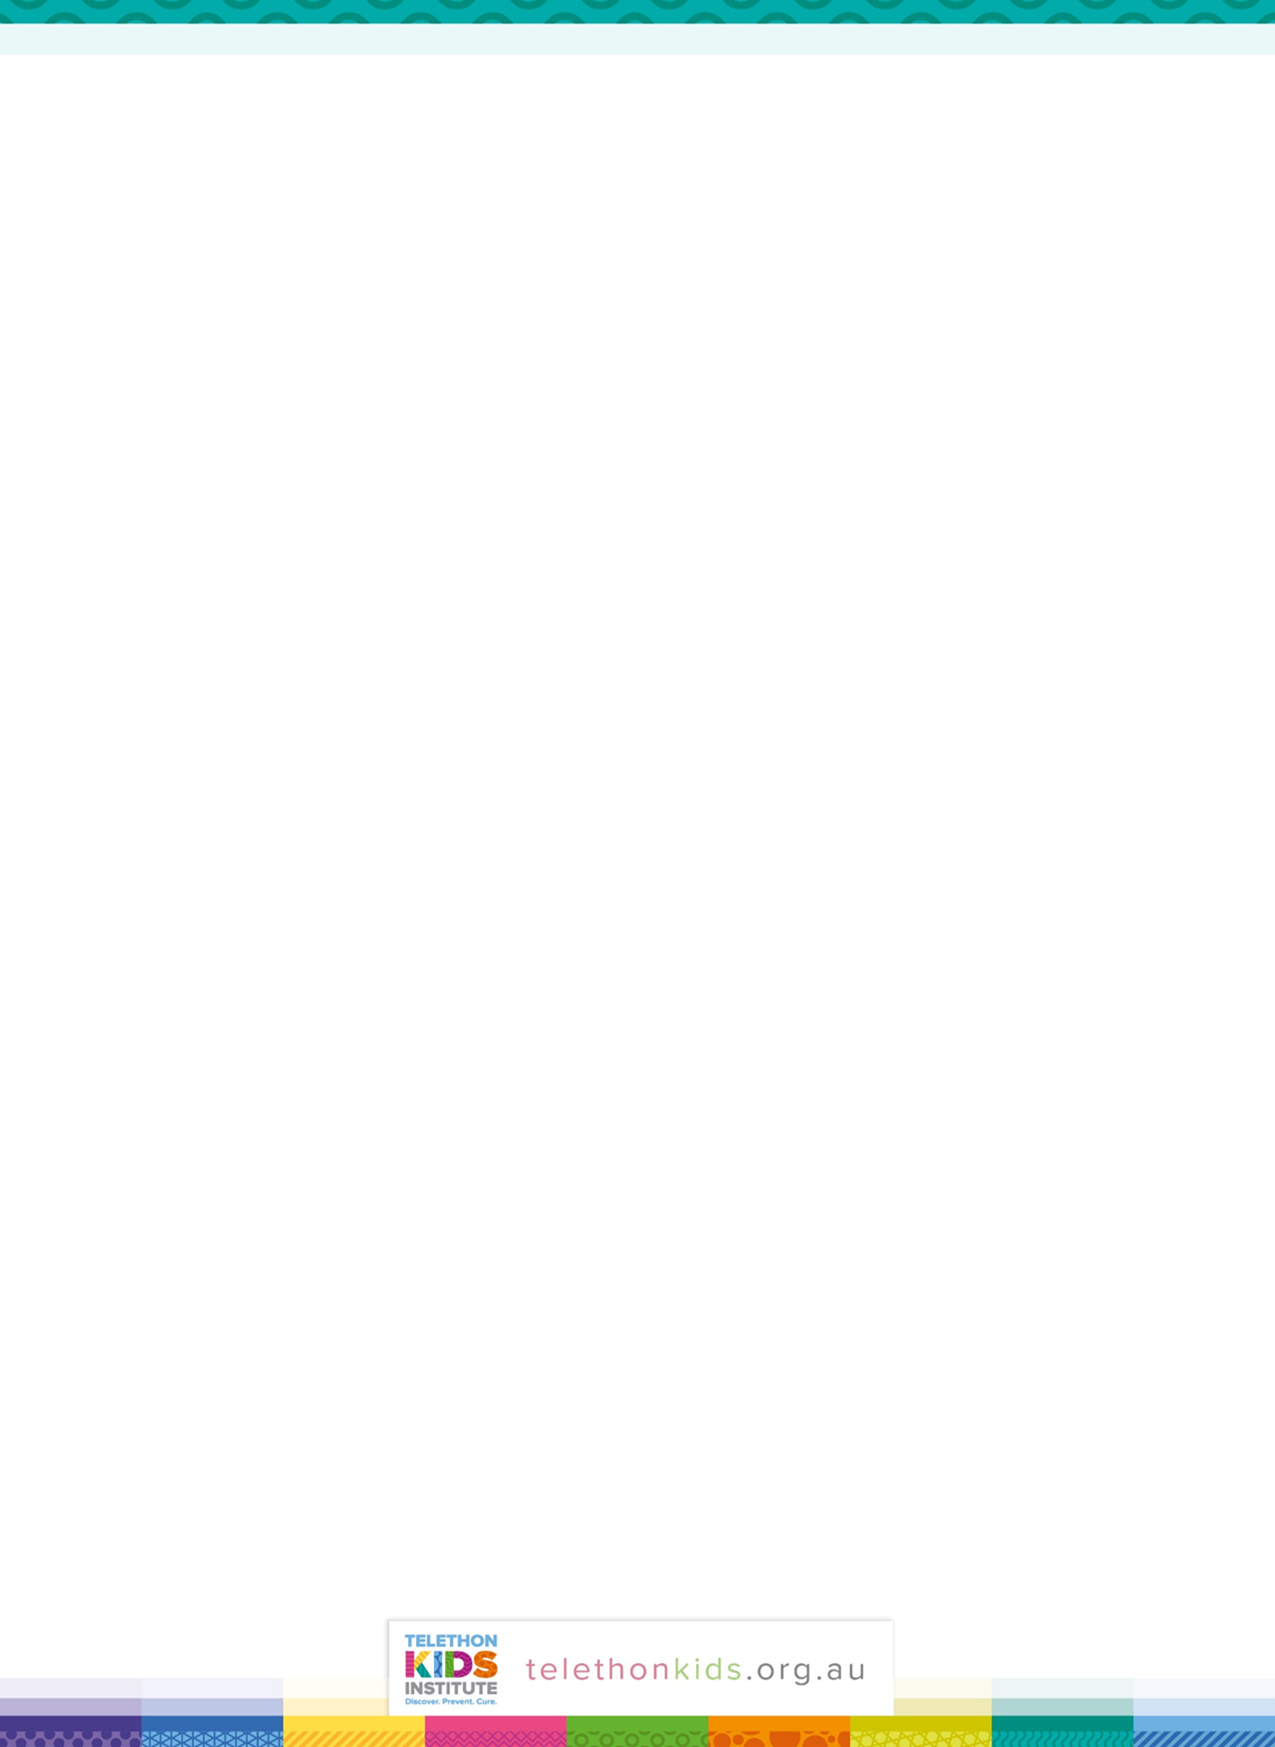 TELETHON
KIDS
INSTITUTE
Discover. Prevent. Cure.
telethonkids.org.au